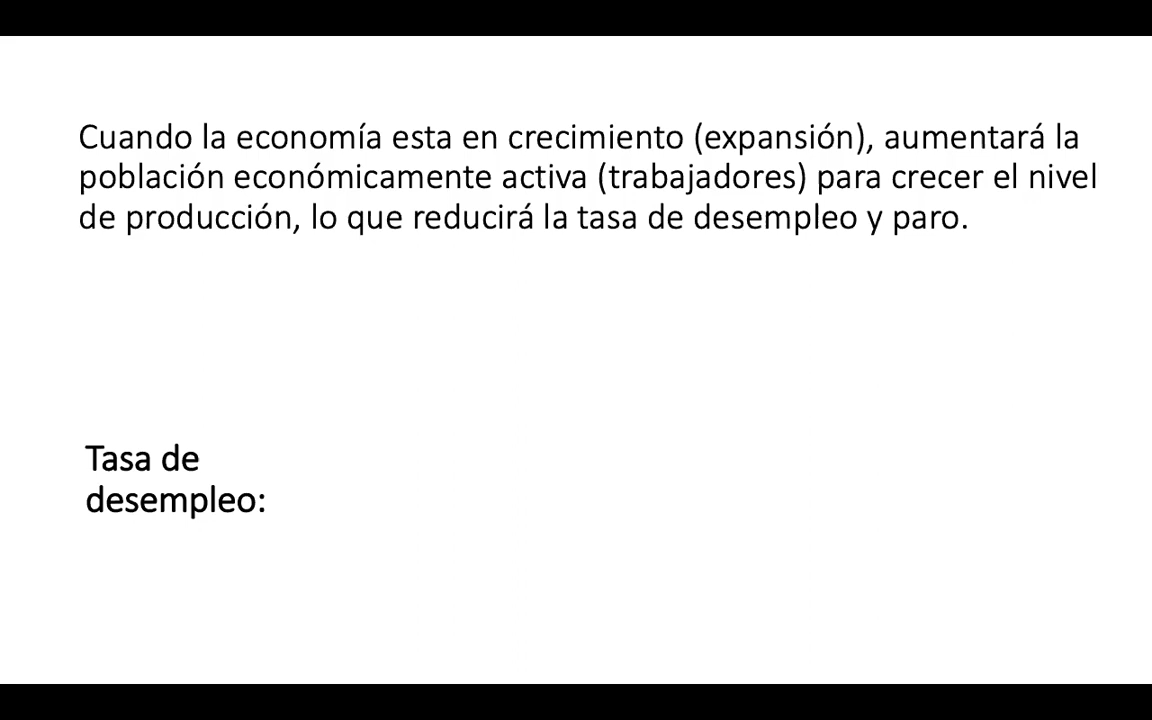 Cuando la economía esta en crecimiento (expansión), aumentará la
población económicamente activa (trabajadores) para crecer el nivel
de producción, lo que reducirá la tasa de desempleo y paro.
Tasa de
desempleo: